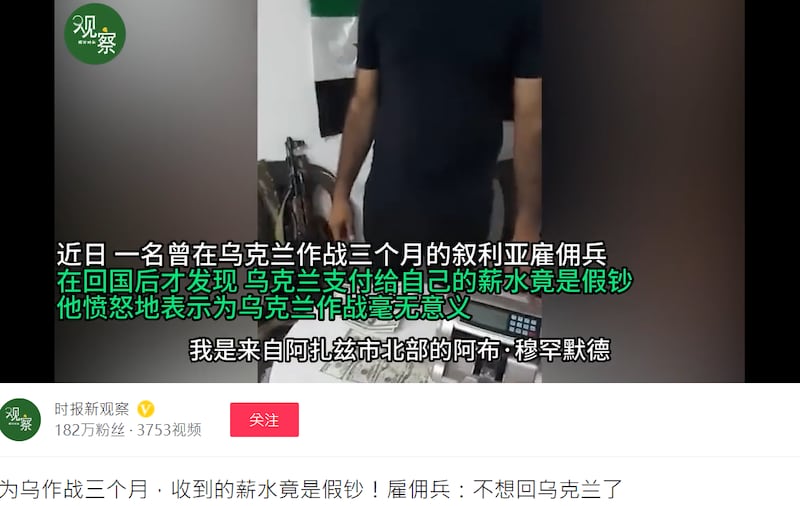 观察
近日 一名曾在乌克兰作战三个月的叙利亚雇佣兵
在回国后才发现 乌克兰支付给自己的薪水竟是假钞
他愤怒地表示为乌克兰作战毫无意义
我是来自阿扎兹市北部的阿布·穆罕默德
观察
时报新观察
182万粉丝 · 3753视频
关注
为乌作战三个月，收到的薪水竟是假钞！雇佣兵：不想回乌克兰了